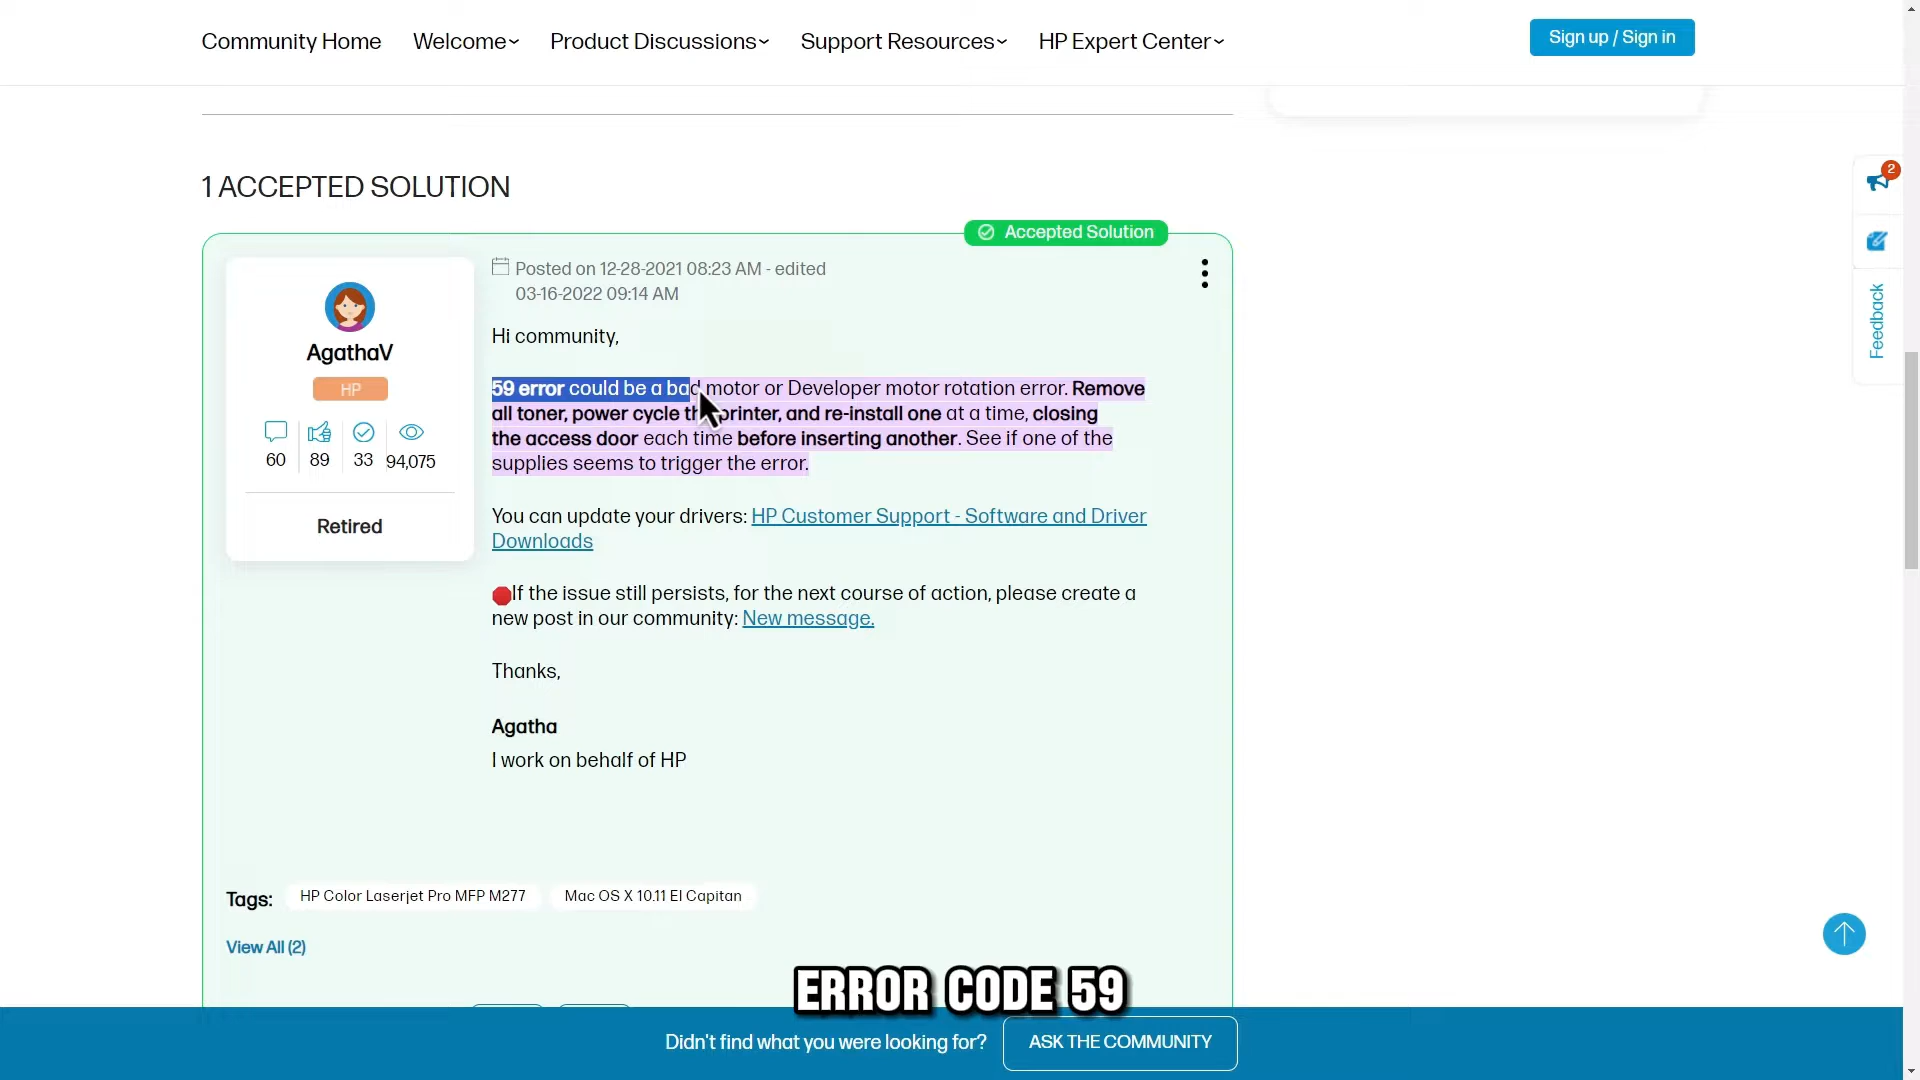 Community Home Welcome Product Discussions Support Resources HP Expert Center Sign up / Sign in
2
Feedback
1 ACCEPTED SOLUTION
Accepted Solution
AgathaV
HP
60 89 33 94,075
Retired
Posted on 12-28-2021 08:23 AM - edited
03-16-2022 09:14 AM
Hi community,
59 error could be a bad motor or Developer motor rotation error. Remove
all toner, power cycle th printer, and re-install one at a time, closing
the access door each time before inserting another. See if one of the
supplies seems to trigger the error.
You can update your drivers: HP Customer Support - Software and Driver
Downloads
If the issue still persists, for the next course of action, please create a
new post in our community: New message.
Thanks,
Agatha
I work on behalf of HP
Tags: HP Color Laserjet Pro MFP M277 Mac OS X 10.11 El Capitan
View All (2)
ERROR CODE 59
Didn't find what you were looking for? ASK THE COMMUNITY